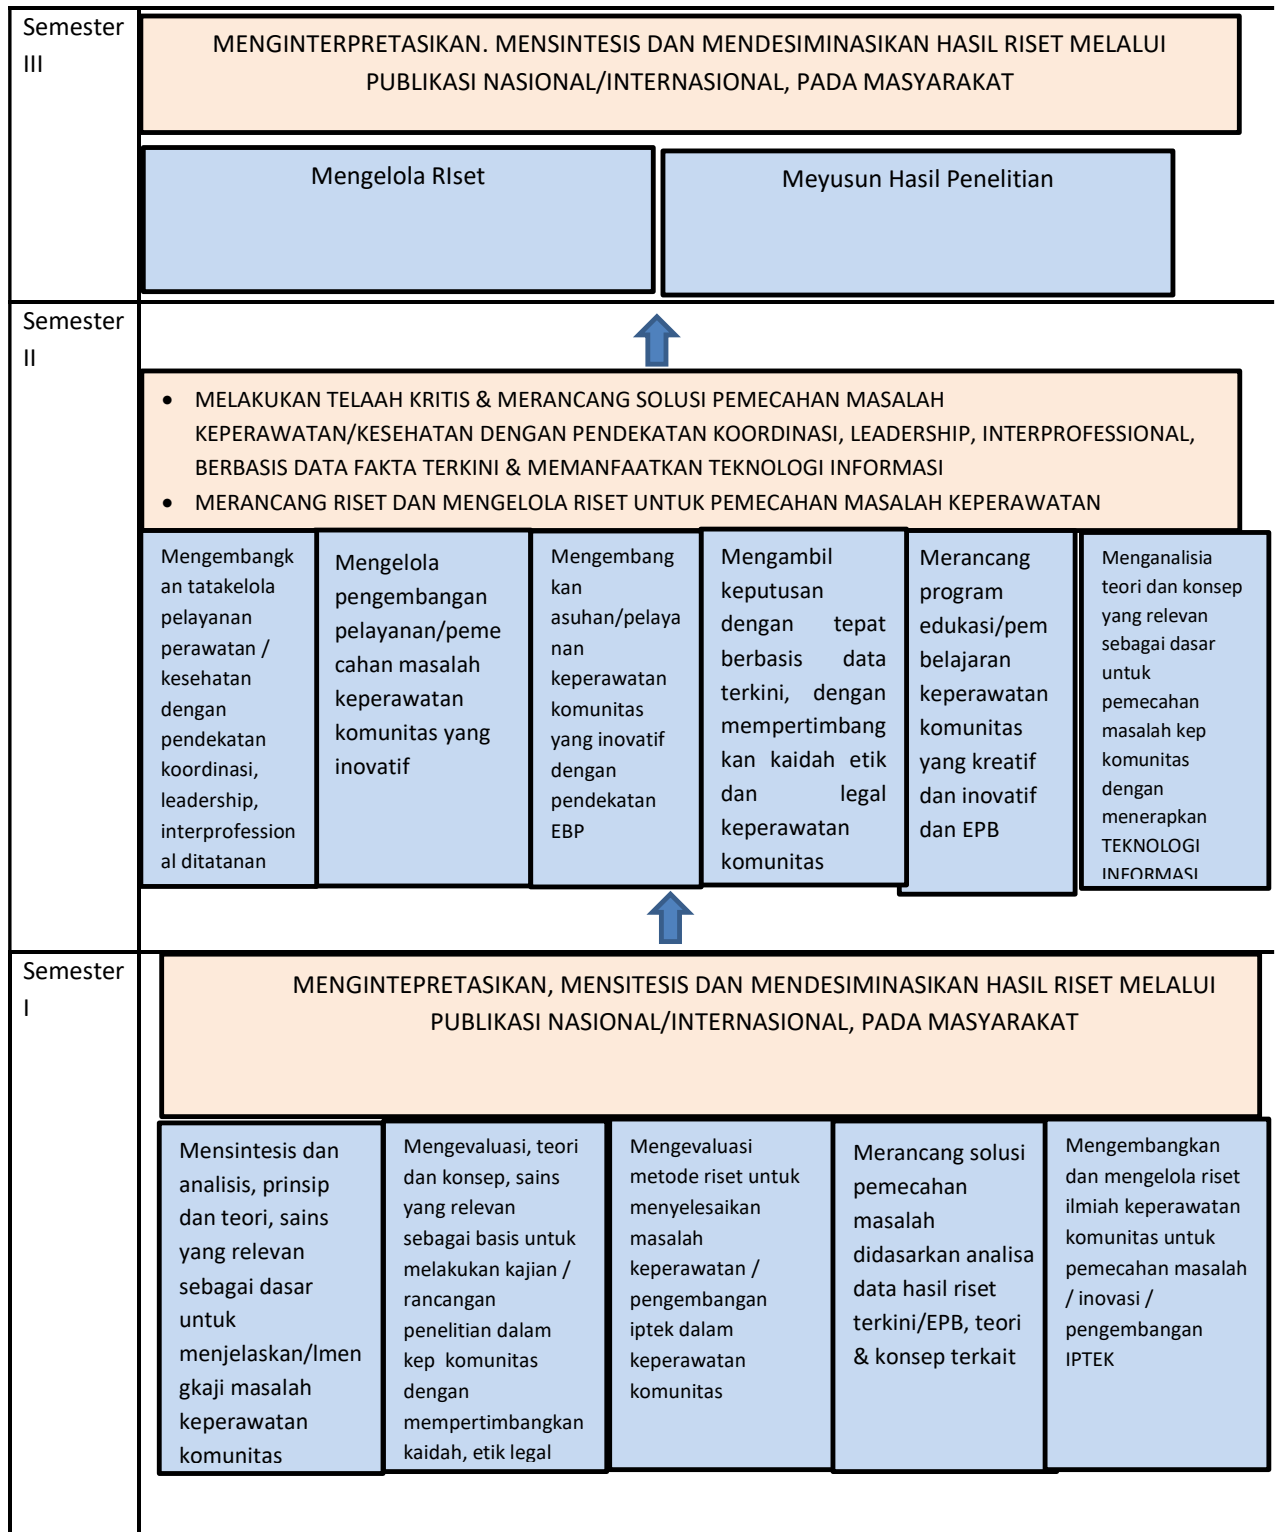 Semester
III
MENGINTERPRETASIKAN. MENSINTESIS DAN MENDESIMINASIKAN HASIL RISET MELALUI
PUBLIKASI NASIONAL/INTERNASIONAL, PADA MASYARAKAT
Mengelola RIset
Meyusun Hasil Penelitian
Semester
II
• MELAKUKAN TELAAH KRITIS & MERANCANG SOLUSI PEMECAHAN MASALAH
KEPERAWATAN/KESEHATAN DENGAN PENDEKATAN KOORDINASI, LEADERSHIP, INTERPROFESSIONAL,
BERBASIS DATA FAKTA TERKINI & MEMANFAATKAN TEKNOLOGI INFORMASI
• MERANCANG RISET DAN MENGELOLA RISET UNTUK PEMECAHAN MASALAH KEPERAWATAN
Mengembangk
an tatakelola
pelayanan
perawatan /
kesehatan
dengan
pendekatan
koordinasi,
leadership,
interprofession
al ditatanan
Mengelola
pengembangan
pelayanan/peme
cahan masalah
keperawatan
komunitas yang
inovatif
Mengembang
kan
asuhan/pelaya
nan
keperawatan
komunitas
yang inovatif
dengan
pendekatan
EBP
Mengambil
keputusan
dengan tepat
berbasis data
terkini, dengan
mempertimbang
kan kaidah etik
dan legal
keperawatan
komunitas
Merancang
program
edukasi/pem
belajaran
keperawatan
komunitas
yang kreatif
dan inovatif
dan EPB
Menganalisia
teori dan konsep
yang relevan
sebagai dasar
untuk
pemecahan
masalah kep
komunitas
dengan
menerapkan
TEKNOLOGI
INFORMASI
Semester
I
MENGINTEPRETASIKAN, MENSITESIS DAN MENDESIMINASIKAN HASIL RISET MELALUI
PUBLIKASI NASIONAL/INTERNASIONAL, PADA MASYARAKAT
Mensintesis dan
analisis, prinsip
dan teori, sains
yang relevan
sebagai dasar
untuk
menjelaskan/lmen
gkaji masalah
keperawatan
komunitas
Mengevaluasi, teori
dan konsep, sains
yang relevan
sebagai basis untuk
melakukan kajian /
rancangan
penelitian dalam
kep komunitas
dengan
mempertimbangkan
kaidah, etik legal
Mengevaluasi
metode riset untuk
menyelesaikan
masalah
keperawatan /
pengembangan
iptek dalam
keperawatan
komunitas
Merancang solusi
pemecahan
masalah
didasarkan analisa
data hasil riset
terkini/EPB, teori
& konsep terkait
Mengembangkan
dan mengelola riset
ilmiah keperawatan
komunitas untuk
pemecahan masalah
/ inovasi /
pengembangan
IPTEK